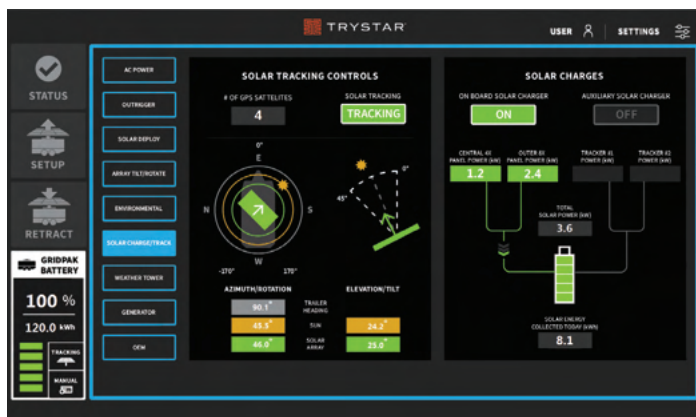 TRYSTAR
USER
SETTINGS
STATUS
SETUP
RETRACT
GRIDPAK
BATTERY
100 %
120.0 kWh
TRACKING
MANUAL
AC POWER
OUTRIGGER
SOLAR DEPLOY
ARRAY TILT/ROTATE
ENVIRONMENTAL
SOLAR CHARGE/TRACK
WEATHER TOWER
GENERATOR
OEM
SOLAR TRACKING CONTROLS
# OF GPS SATTELITES
4
SOLAR TRACKING
TRACKING
0°
E
N
S
W
-170°
170°
0°
45°
AZIMUTH/ROTATION
ELEVATION/TILT
90.1°
TRAILER
HEADING
45.5°
SUN
24.2°
46.0°
SOLAR
ARRAY
25.0°
SOLAR CHARGES
ON BOARD SOLAR CHARGER
ON
AUXILIARY SOLAR CHARGER
OFF
CENTRAL 4X
PANEL POWER (kW)
1.2
OUTER 8X
PANEL POWER (kW)
2.4
TRACKER #1
POWER (kW)
TRACKER #2
POWER (kW)
TOTAL
SOLAR POWER (kW)
3.6
SOLAR ENERGY
COLLECTED TODAY (kWh)
8.1